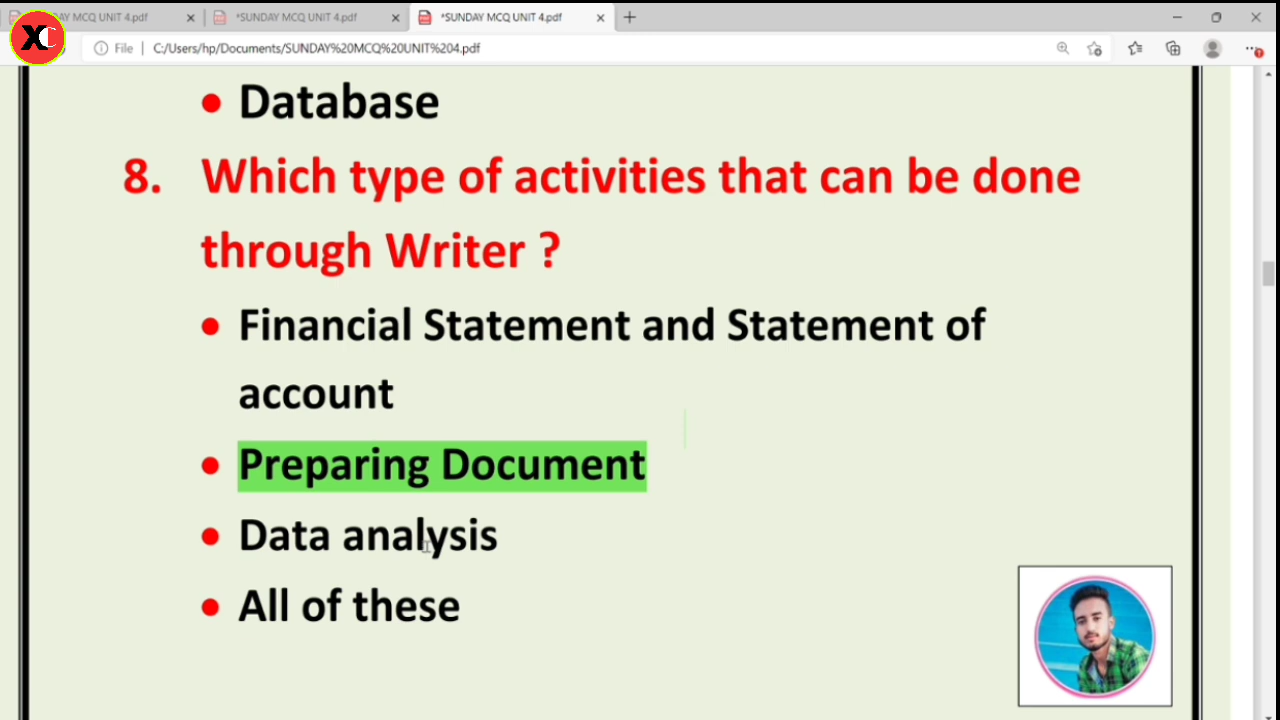 DAY MCQ UNIT 4.pdf
*SUNDAY MCQ UNIT 4.pdf
*SUNDAY MCQ UNIT 4.pdf
XC
File | C:/Users/hp/Documents/SUNDAY%20MCQ%20UNIT%204.pdf
• Database
8. Which type of activities that can be done
through Writer ?
• Financial Statement and Statement of
account
• Preparing Document
• Data analysis
• All of these